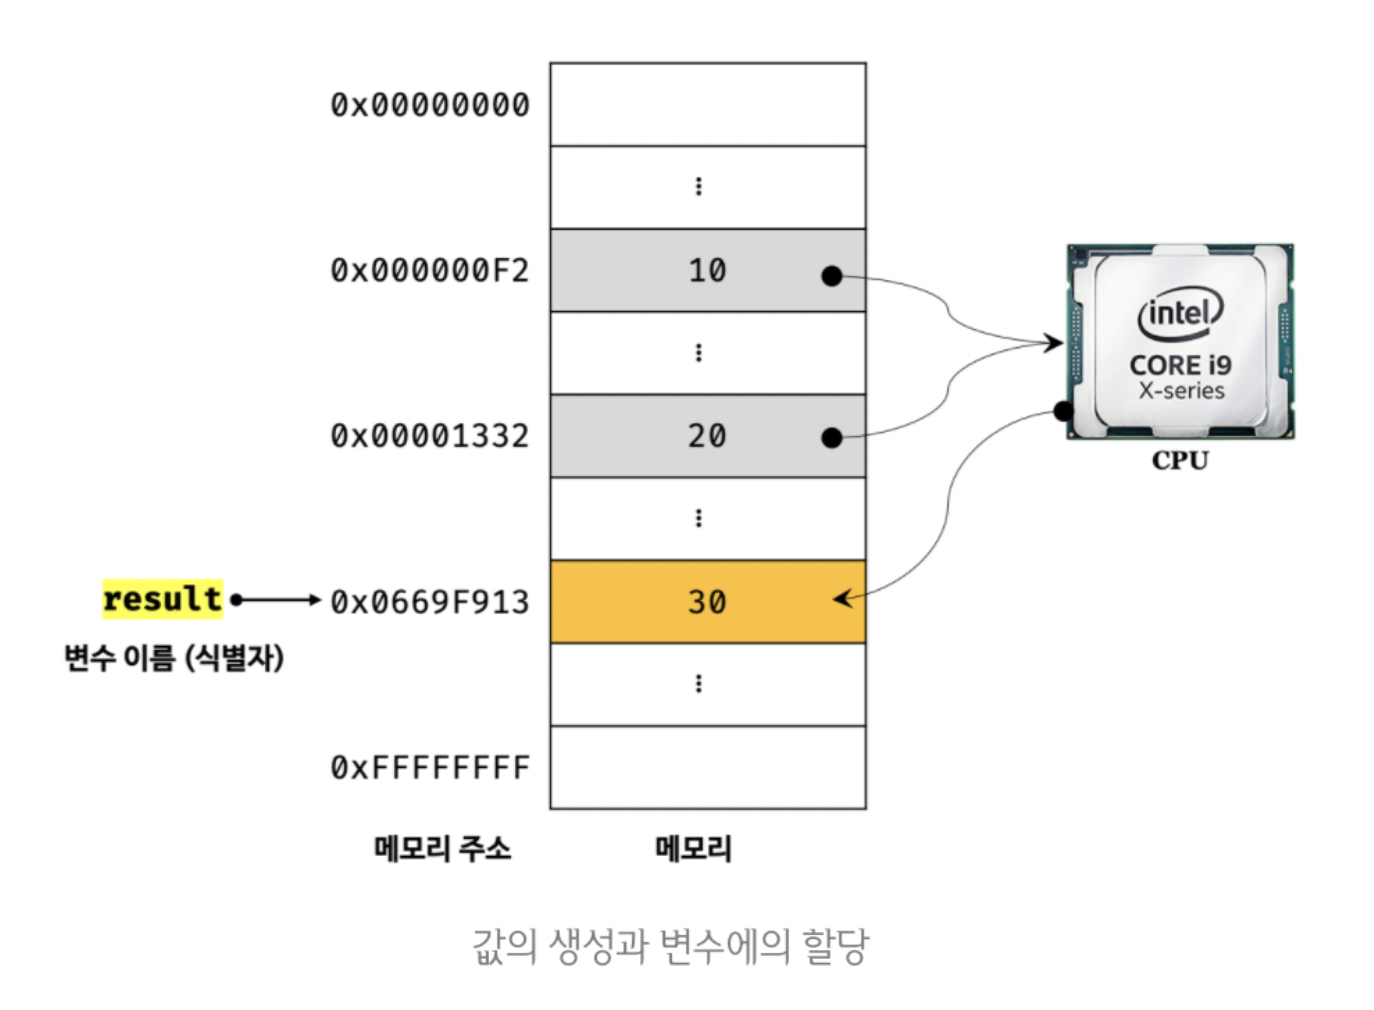 0x00000000
⋮
0x000000F2 10
⋮
0x00001332 20
⋮
result 0x0669F913 30
변수 이름 (식별자)
⋮
0xFFFFFFFF
메모리 주소 메모리
intel
CORE i9
X-series
CPU
값의 생성과 변수에의 할당